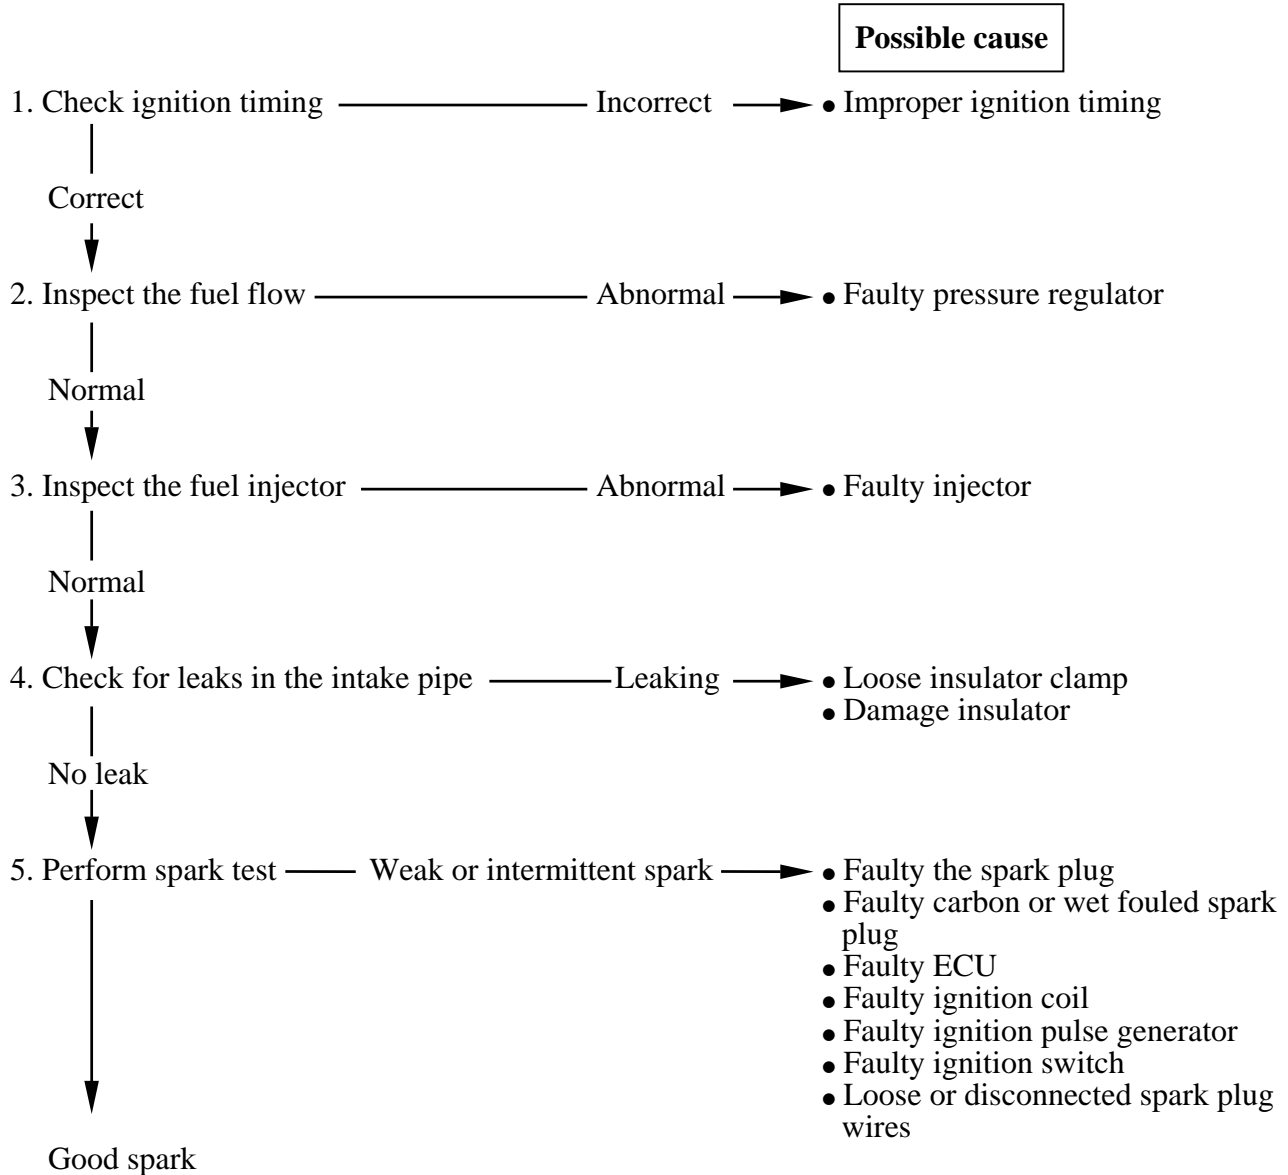 Possible cause
1. Check ignition timing Incorrect ● Improper ignition timing
Correct
2. Inspect the fuel flow Abnormal ● Faulty pressure regulator
Normal
3. Inspect the fuel injector Abnormal ● Faulty injector
Normal
4. Check for leaks in the intake pipe Leaking ● Loose insulator clamp
● Damage insulator
No leak
5. Perform spark test Weak or intermittent spark ● Faulty the spark plug
● Faulty carbon or wet fouled spark
plug
● Faulty ECU
● Faulty ignition coil
● Faulty ignition pulse generator
● Faulty ignition switch
● Loose or disconnected spark plug
wires
Good spark